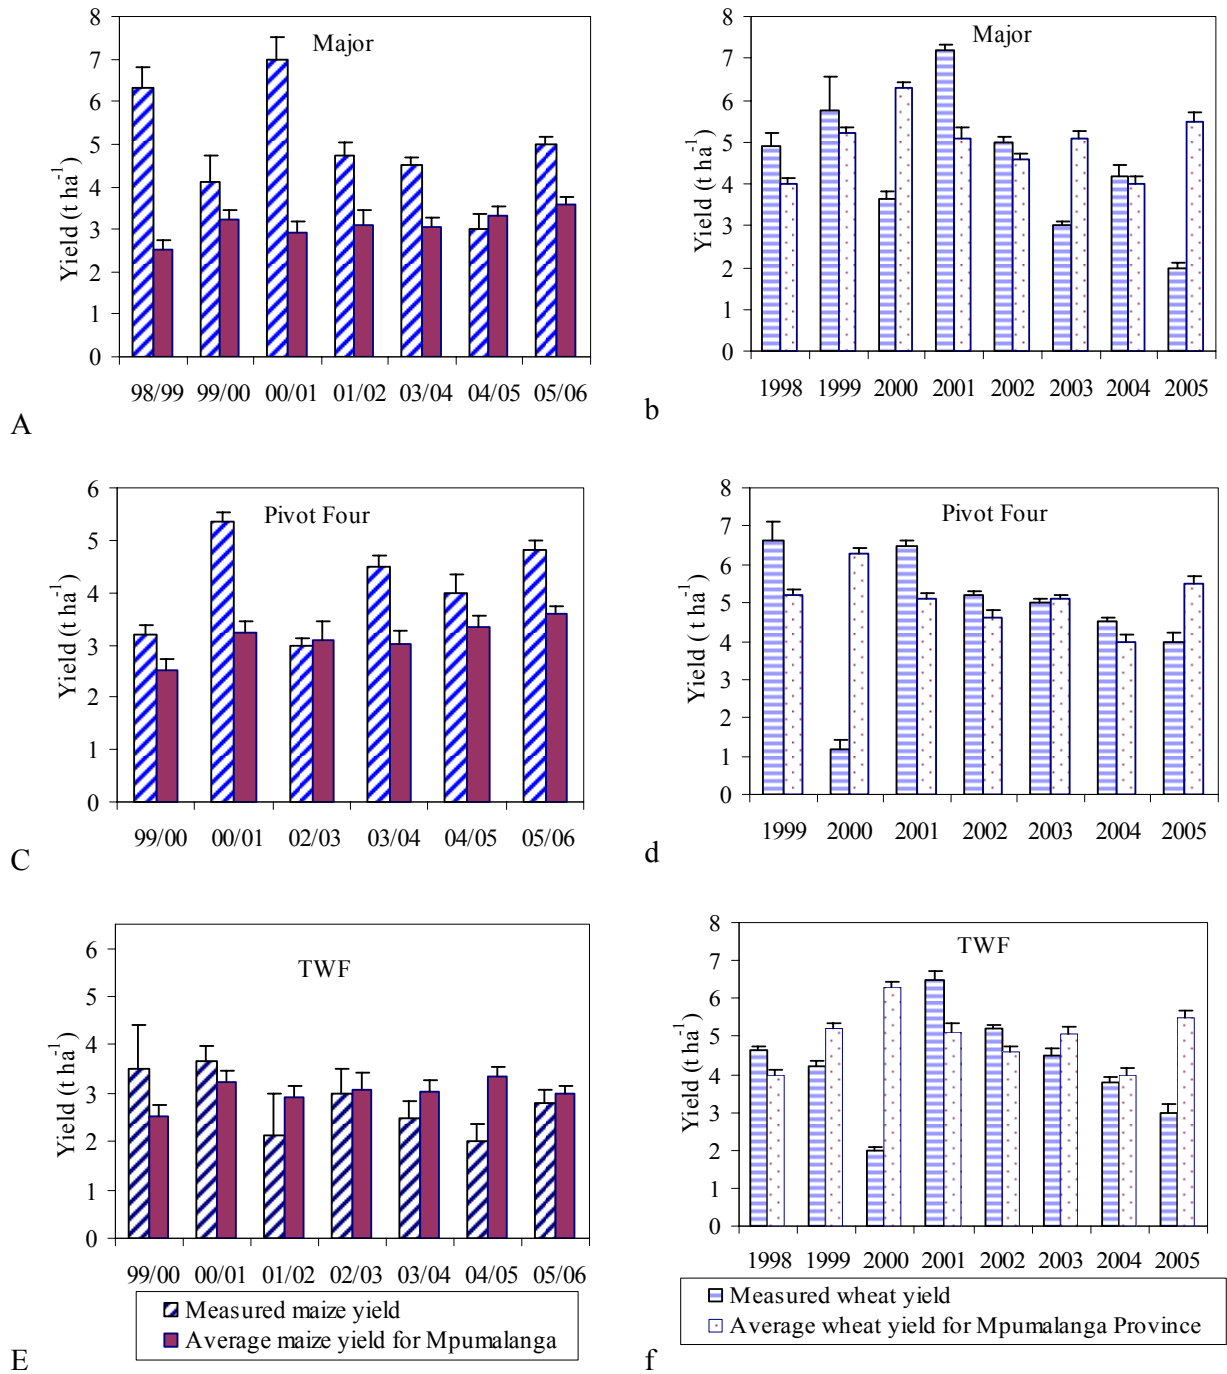 Major
Yield (t ha-1)
8
7
6
5
4
3
2
1
0
98/99 99/00 00/01 01/02 03/04 04/05 05/06
A
Major
Yield (t ha-1)
8
7
6
5
4
3
2
1
0
1998 1999 2000 2001 2002 2003 2004 2005
b
Pivot Four
Yield (t ha-1)
6
5
4
3
2
1
0
99/00 00/01 02/03 03/04 04/05 05/06
C
Pivot Four
Yield ( t ha-1)
8
7
6
5
4
3
2
1
0
1999 2000 2001 2002 2003 2004 2005
d
TWF
Yield (t ha-1)
6
5
4
3
2
1
0
99/00 00/01 01/02 02/03 03/04 04/05 05/06
Measured maize yield
Average maize yield for Mpumalanga
E
TWF
Yield (t ha-1)
8
7
6
5
4
3
2
1
0
1998 1999 2000 2001 2002 2003 2004 2005
Measured wheat yield
Average wheat yield for Mpumalanga Province
f